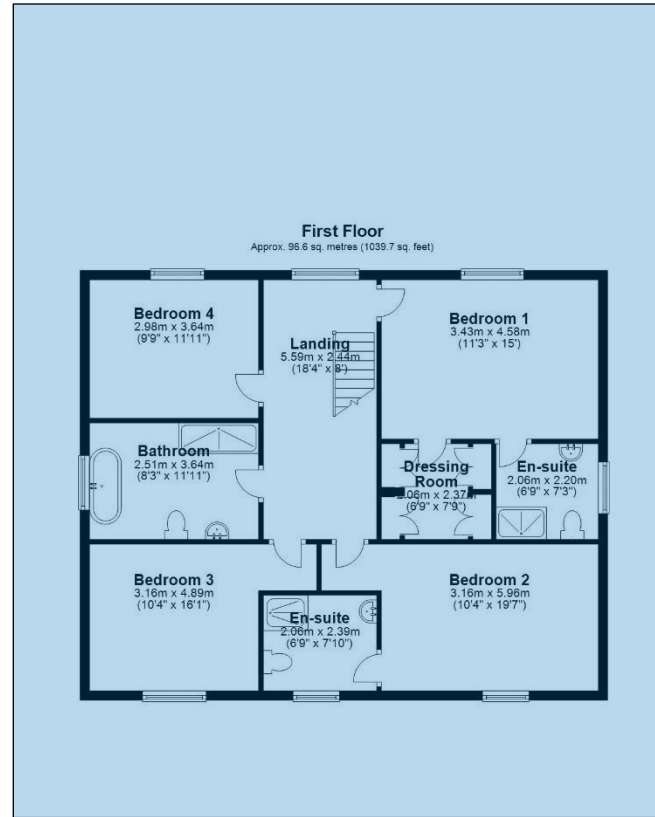 First Floor
Approx. 96.6 sq. metres (1039.7 sq. feet)
Bedroom 4
2.98m x 3.64m
(9'9" x 11'11")
Landing
5.59m x 2.44m
(18'4" x 8')
Bedroom 1
3.43m x 4.58m
(11'3" x 15')
Bathroom
2.51m x 3.64m
(8'3" x 11'11")
Dressing
Room
2.06m x 2.37m
(6'9" x 7'9")
En-suite
2.06m x 2.20m
(6'9" x 7'3")
Bedroom 3
3.16m x 4.89m
(10'4" x 16'1")
En-suite
2.06m x 2.39m
(6'9" x 7'10")
Bedroom 2
3.16m x 5.96m
(10'4" x 19'7")